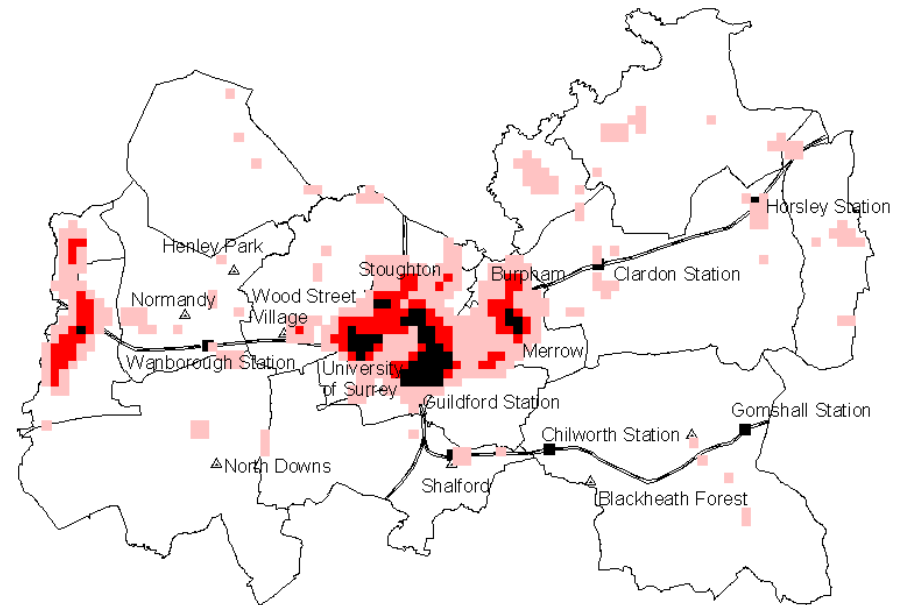 Horsley Station
Henley Park
Stoughton
Burpham
Clardon Station
Normandy
Wood Street
Village
Wanborough Station
Merrow
University
of Surrey
Guildford Station
Gomshall Station
Chilworth Station
North Downs
Shalford
Blackheath Forest